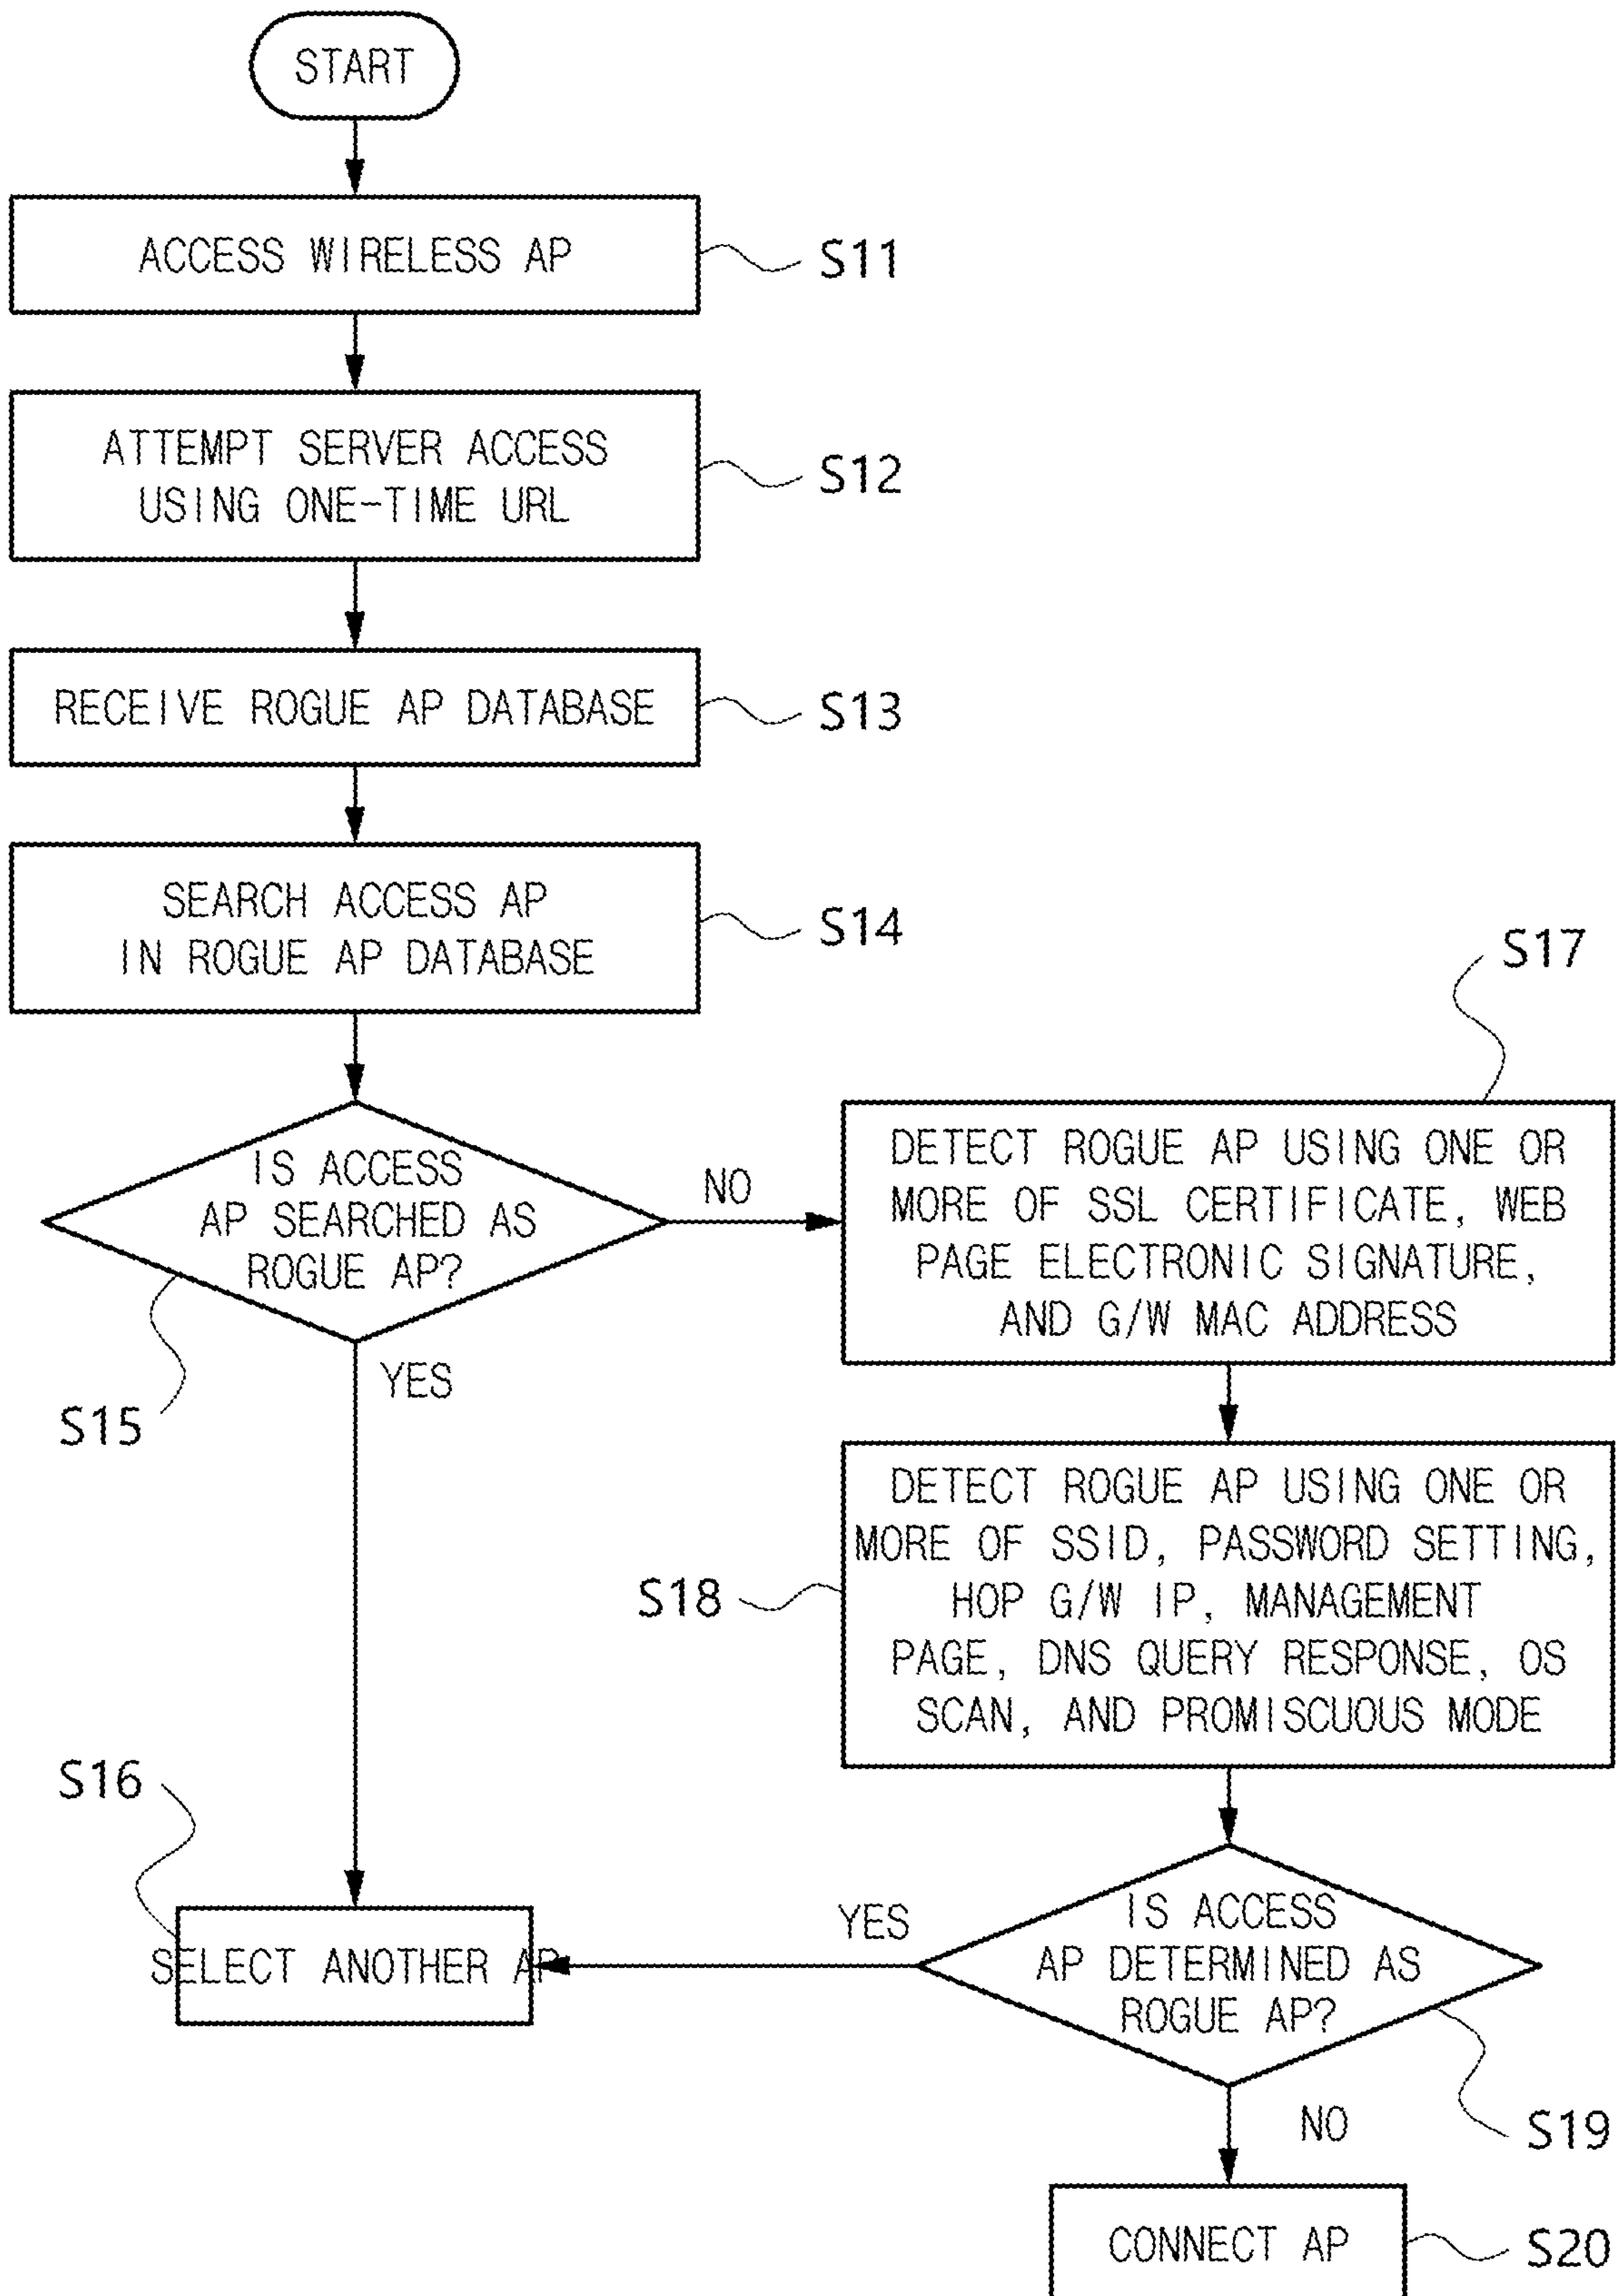 START
ACCESS WIRELESS AP
S11
ATTEMPT SERVER ACCESS
USING ONE-TIME URL
S12
RECEIVE ROGUE AP DATABASE
S13
SEARCH ACCESS AP
IN ROGUE AP DATABASE
S14
IS ACCESS
AP SEARCHED AS
ROGUE AP?
S15
NO
YES
S17
DETECT ROGUE AP USING ONE OR
MORE OF SSL CERTIFICATE, WEB
PAGE ELECTRONIC SIGNATURE,
AND G/W MAC ADDRESS
DETECT ROGUE AP USING ONE OR
MORE OF SSID, PASSWORD SETTING,
HOP G/W IP, MANAGEMENT
PAGE, DNS QUERY RESPONSE, OS
SCAN, AND PROMISCUOUS MODE
S18
S16
SELECT ANOTHER AP
YES
IS ACCESS
AP DETERMINED AS
ROGUE AP?
S19
NO
CONNECT AP
S20